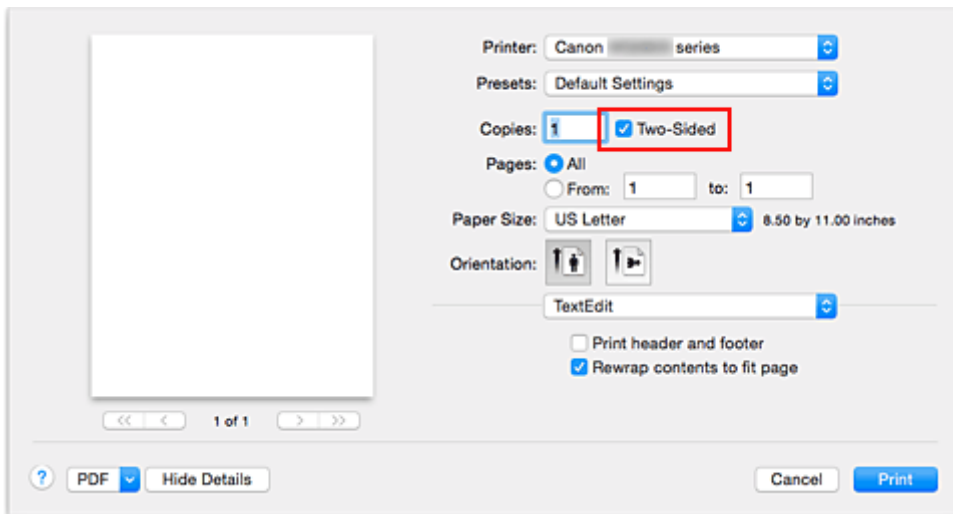 Printer: Canon series
Presets: Default Settings
Copies: 1 Two-Sided
Pages: All
From: 1 to: 1
Paper Size: US Letter 8.50 by 11.00 inches
Orientation:
TextEdit
Print header and footer
Rewrap contents to fit page
<< < 1 of 1 > >>
? PDF Hide Details Cancel Print